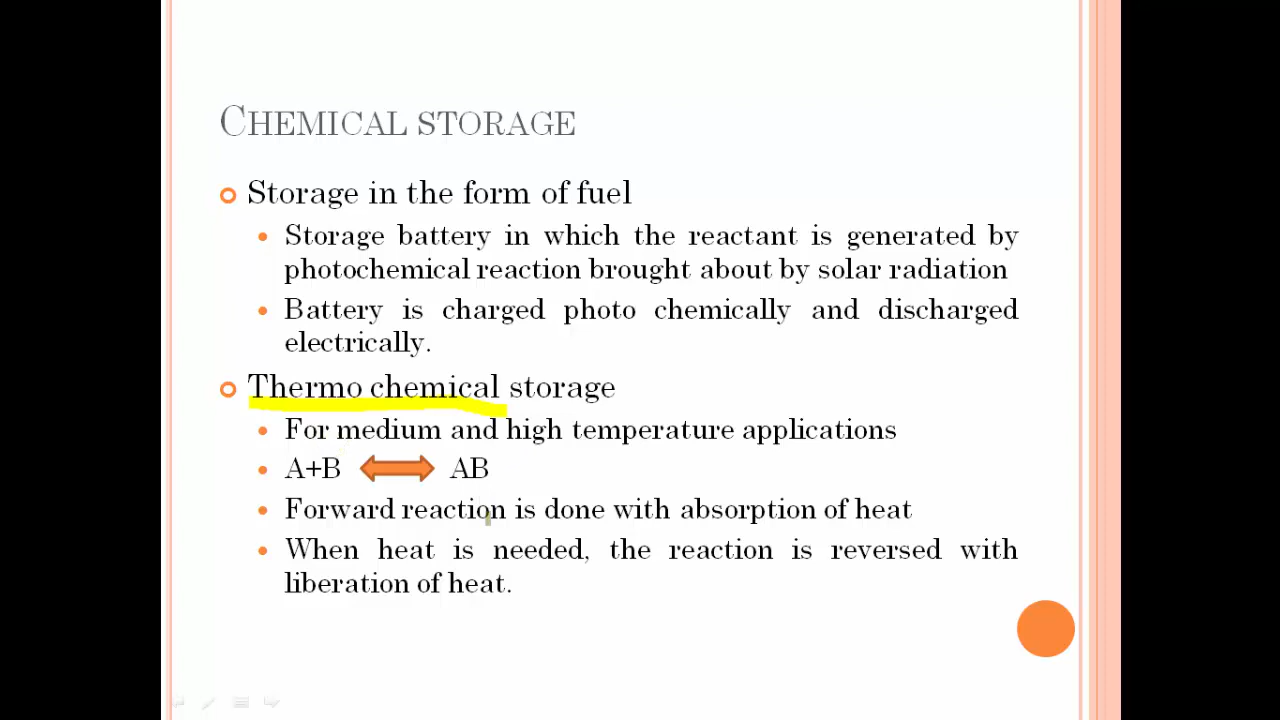 CHEMICAL STORAGE
Storage in the form of fuel
Storage battery in which the reactant is generated by
photochemical reaction brought about by solar radiation
Battery is charged photo chemically and discharged
electrically.
Thermo chemical storage
For medium and high temperature applications
A+B AB
Forward reaction is done with absorption of heat
When heat is needed, the reaction is reversed with
liberation of heat.